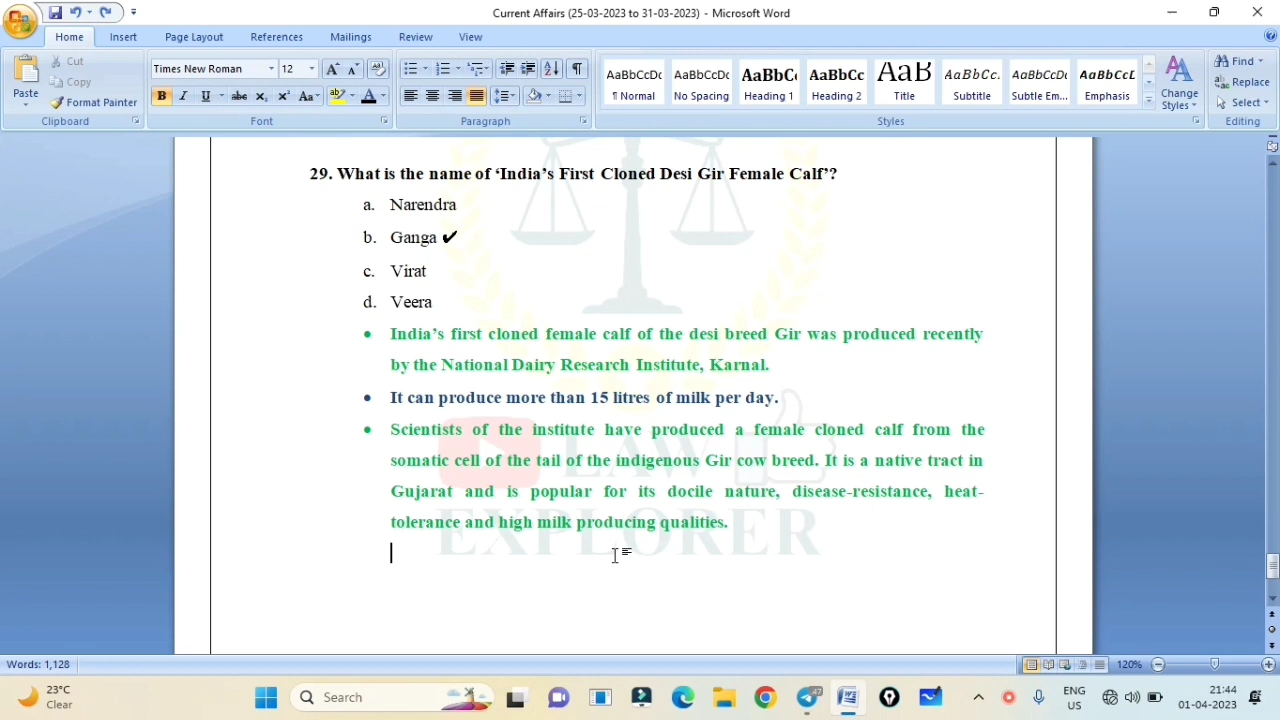 Current Affairs (25-03-2023 to 31-03-2023) - Microsoft Word
Home Insert Page Layout References Mailings Review View
Paste Cut Copy Format Painter
Times New Roman 12
AaBbCcDc AaBbCcDc AaBbC AaBbCc AaB AaBbCc. AaBbCcDc AaBbCcL
¶ Normal No Spacing Heading 1 Heading 2 Title Subtitle Subtle Em... Emphasis
Change Styles
Find Replace Select
Clipboard Font Paragraph Styles Editing
29. What is the name of ‘India’s First Cloned Desi Gir Female Calf’?
a. Narendra
b. Ganga ✔
c. Virat
d. Veera
• India’s first cloned female calf of the desi breed Gir was produced recently
by the National Dairy Research Institute, Karnal.
• It can produce more than 15 litres of milk per day.
• Scientists of the institute have produced a female cloned calf from the
somatic cell of the tail of the indigenous Gir cow breed. It is a native tract in
Gujarat and is popular for its docile nature, disease-resistance, heat-
tolerance and high milk producing qualities.
LAW
EXPLORER
Words: 1,128 120%
23°C
Clear
Search
47
ENG
US
21:44
01-04-2023